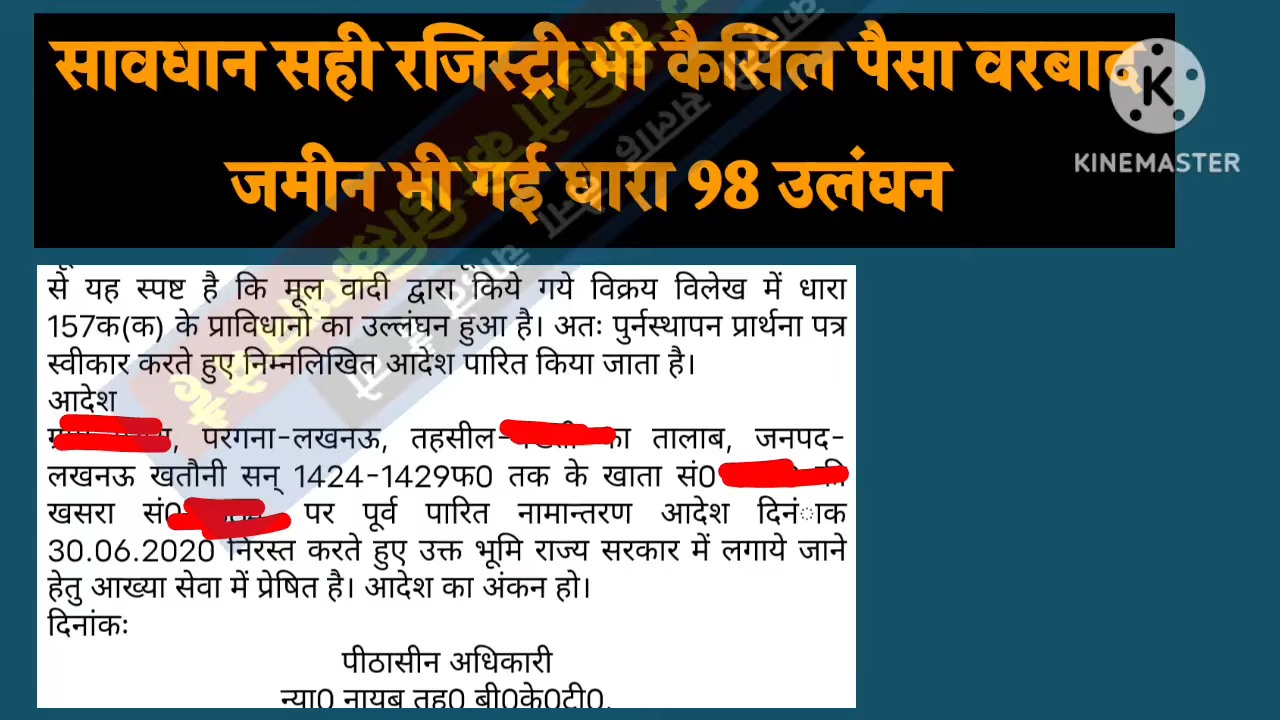 सावधान सही रजिस्ट्री भी कैसिल पैसा वरबाद
जमीन भी गई धारा 98 उलंघन
K
KINEMASTER
से यह स्पष्ट है कि मूल वादी द्वारा किये गये विक्रय विलेख में धारा
157क(क) के प्राविधानो का उल्लंघन हुआ है। अतः पुर्नस्थापन प्रार्थना पत्र
स्वीकार करते हुए निम्नलिखित आदेश पारित किया जाता है।
आदेश
, परगना-लखनऊ, तहसील- का तालाब, जनपद-
लखनऊ खतौनी सन् 1424-1429फ0 तक के खाता सं0 की
खसरा सं0 पर पूर्व पारित नामान्तरण आदेश दिनंाक
30.06.2020 निरस्त करते हुए उक्त भूमि राज्य सरकार में लगाये जाने
हेतु आख्या सेवा में प्रेषित है। आदेश का अंकन हो।
दिनांकः
पीठासीन अधिकारी
न्या0 नायब तह0 बी0के0टी0.